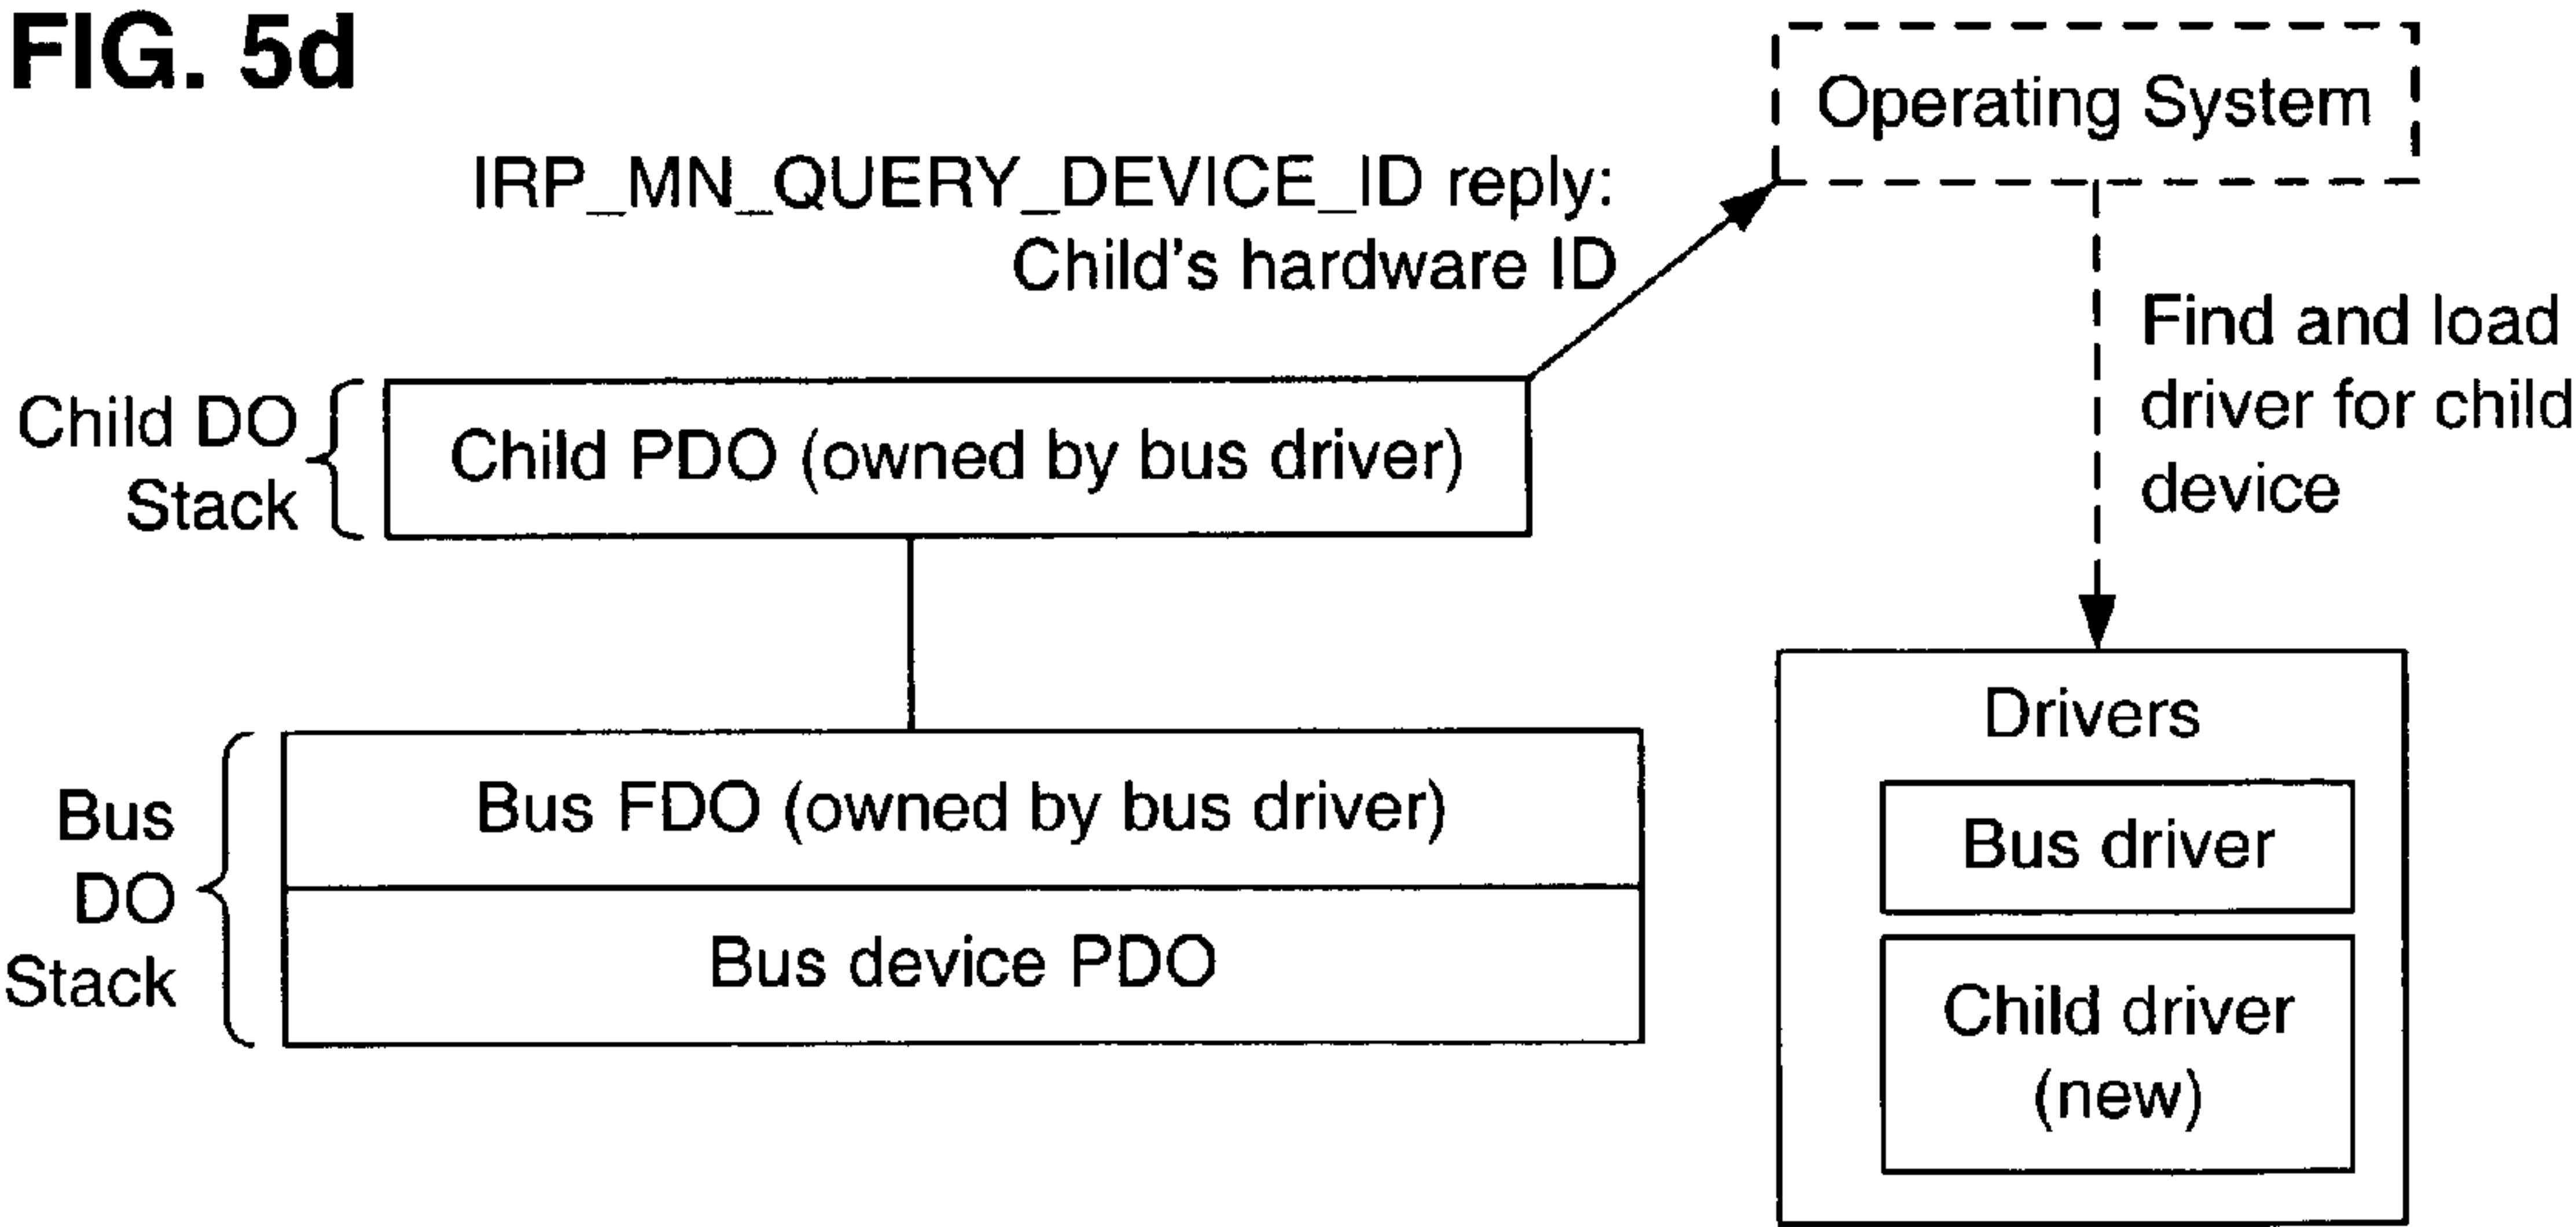 FIG. 5d
Operating System
IRP_MN_QUERY_DEVICE_ID reply:
Child's hardware ID
Find and load
driver for child
device
Child DO
Stack
Child PDO (owned by bus driver)
Bus
DO
Stack
Bus FDO (owned by bus driver)
Bus device PDO
Drivers
Bus driver
Child driver
(new)